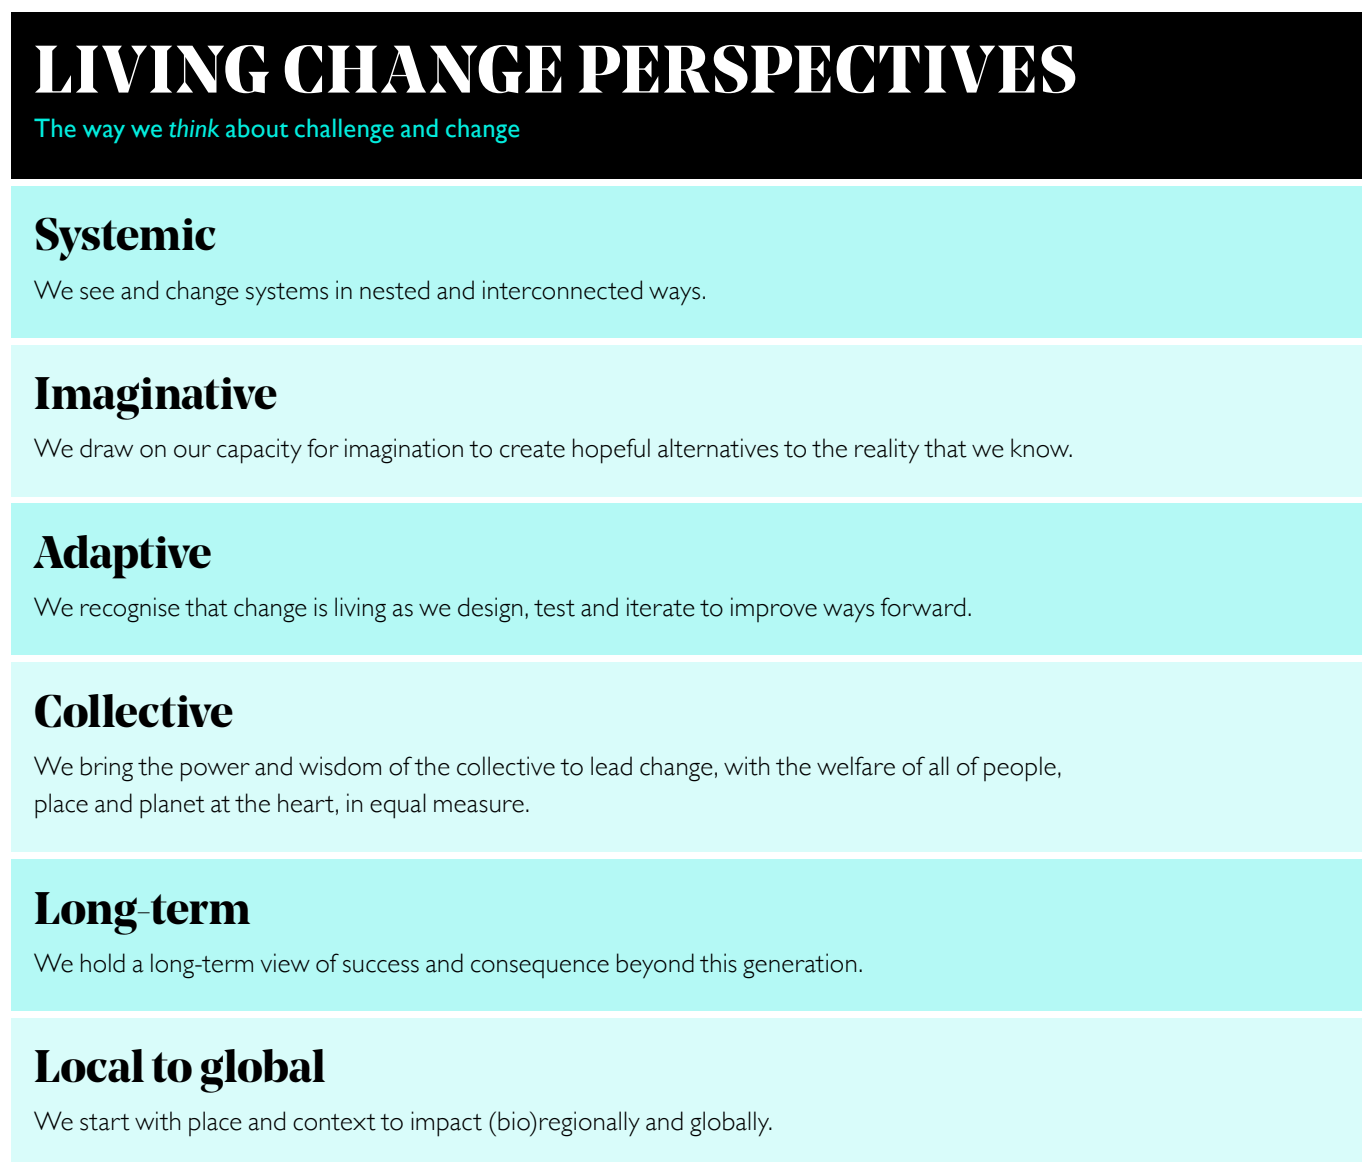 LIVING CHANGE PERSPECTIVES
The way we think about challenge and change
Systemic
We see and change systems in nested and interconnected ways.
Imaginative
We draw on our capacity for imagination to create hopeful alternatives to the reality that we know.
Adaptive
We recognise that change is living as we design, test and iterate to improve ways forward.
Collective
We bring the power and wisdom of the collective to lead change, with the welfare of all of people,
place and planet at the heart, in equal measure.
Long-term
We hold a long-term view of success and consequence beyond this generation.
Local to global
We start with place and context to impact (bio)regionally and globally.